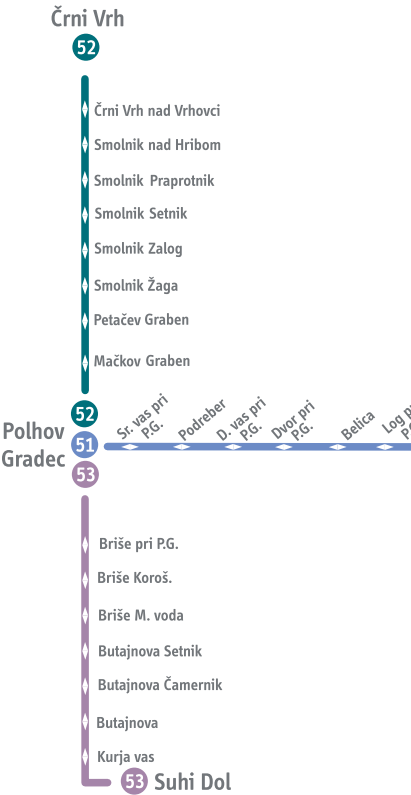 Črni Vrh
52
Črni Vrh nad Vrhovci
Smolnik nad Hribom
Smolnik Praprotnik
Smolnik Setnik
Smolnik Zalog
Smolnik Žaga
Petačev Graben
Mačkov Graben
52
Polhov
Gradec
51
53
Sr. vas pri
P.G.
Podreber
D. vas pri
P.G.
Dvor pri
P.G.
Belica
Log
Briše pri P.G.
Briše Koroš.
Briše M. voda
Butajnova Setnik
Butajnova Čamernik
Butajnova
Kurja vas
53 Suhi Dol